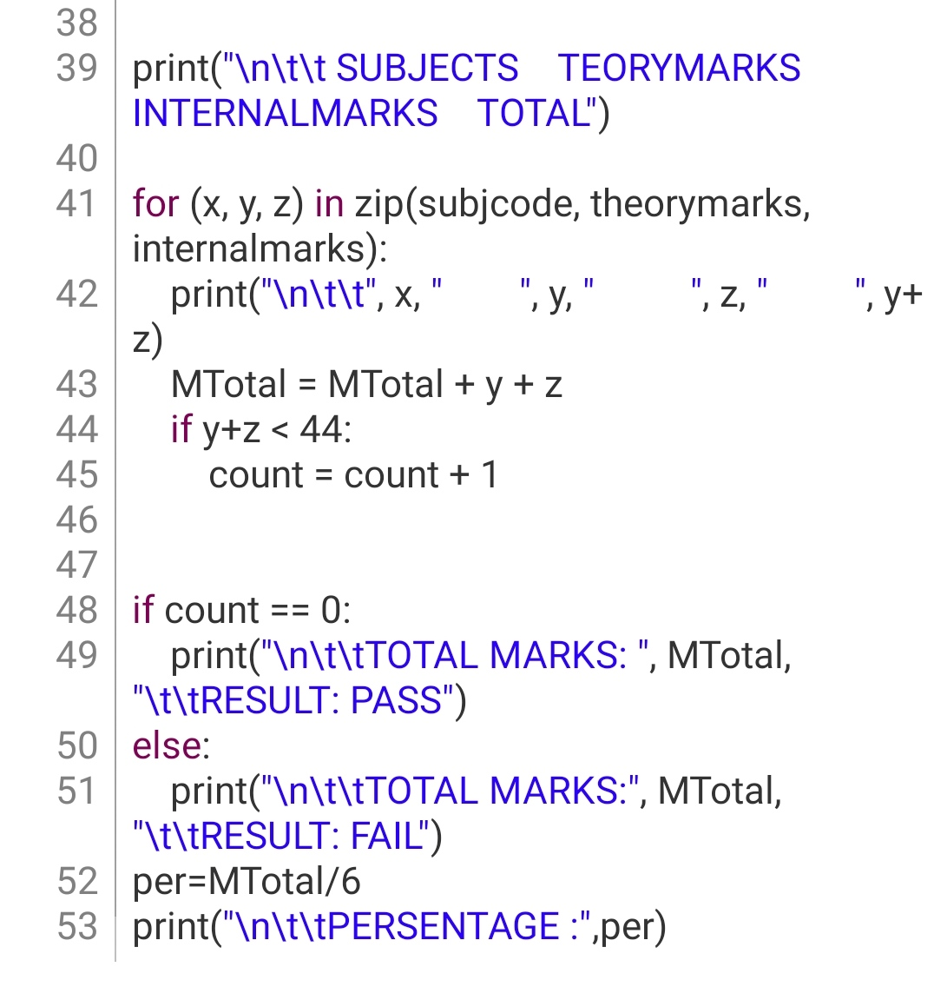 38
39 print("\n\t\t SUBJECTS    TEORYMARKS
INTERNALMARKS    TOTAL")
40
41 for (x, y, z) in zip(subjcode, theorymarks,
internalmarks):
42     print("\n\t\t", x, "        ", y, "          ", z, "         ", y+
z)
43     MTotal = MTotal + y + z
44     if y+z < 44:
45         count = count + 1
46
47
48 if count == 0:
49     print("\n\t\tTOTAL MARKS: ", MTotal,
"\t\tRESULT: PASS")
50 else:
51     print("\n\t\tTOTAL MARKS:", MTotal,
"\t\tRESULT: FAIL")
52 per=MTotal/6
53 print("\n\t\tPERSENTAGE :",per)